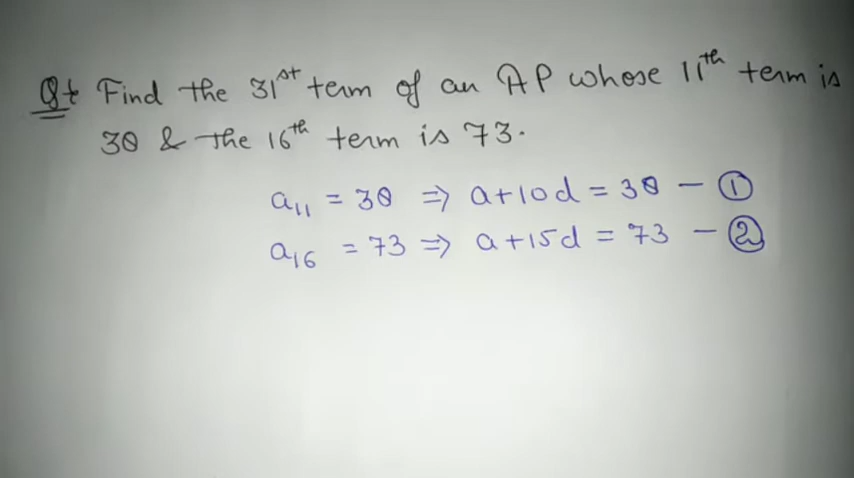 Q† Find the 31st term of an AP whose 11th term is
38 & the 16th term is 73.
a₁₁ = 38 ⇒ a+10d = 38 — ①
a₁₆ = 73 ⇒ a+15d = 73 — ②